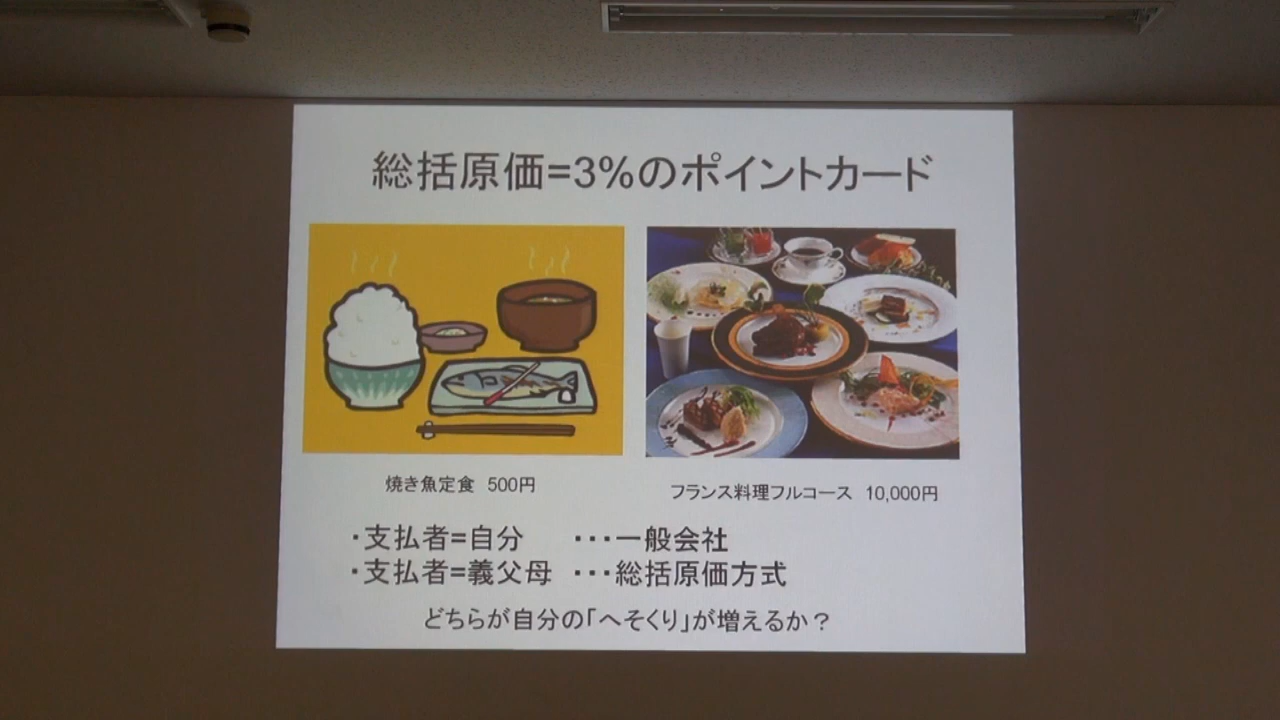 総括原価=3%のポイントカード
焼き魚定食 500円
フランス料理フルコース 10,000円
・支払者=自分 ・・・一般会社
・支払者=義父母 ・・・総括原価方式
どちらが自分の「へそくり」が増えるか？